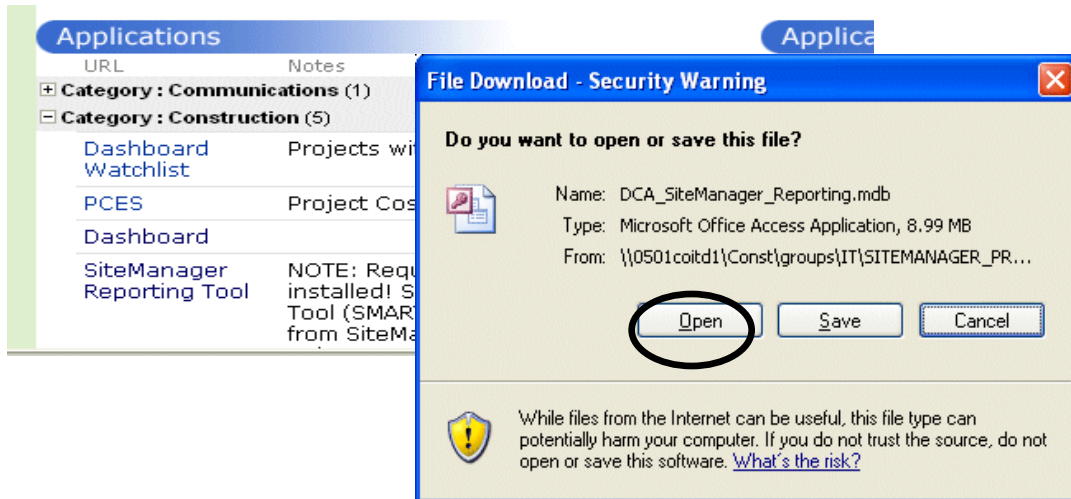 Applications
Applica
URL Notes
Category : Communications (1)
Category : Construction (5)
Dashboard Watchlist
Projects wi
PCES
Project Cos
Dashboard
SiteManager Reporting Tool
NOTE: Requ
installed! S
Tool (SMAR
from SiteMa
File Download - Security Warning
Do you want to open or save this file?
Name: DCA_SiteManager_Reporting.mdb
Type: Microsoft Office Access Application, 8.99 MB
From: \\0501coitd1\Const\groups\IT\SITEMANAGER_PR...
Open Save Cancel
While files from the Internet can be useful, this file type can
potentially harm your computer. If you do not trust the source, do not
open or save this software. What's the risk?